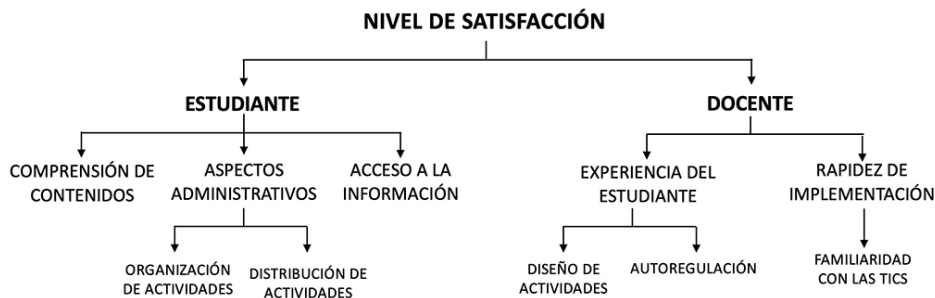 NIVEL DE SATISFACCIÓN
ESTUDIANTE
DOCENTE
COMPRENSIÓN DE
CONTENIDOS
ASPECTOS
ADMINISTRATIVOS
ACCESO A LA
INFORMACIÓN
EXPERIENCIA DEL
ESTUDIANTE
RAPIDEZ DE
IMPLEMENTACIÓN
ORGANIZACIÓN
DE ACTIVIDADES
DISTRIBUCIÓN DE
ACTIVIDADES
DISEÑO DE
ACTIVIDADES
AUTOREGULACIÓN
FAMILIARIDAD
CON LAS TICS